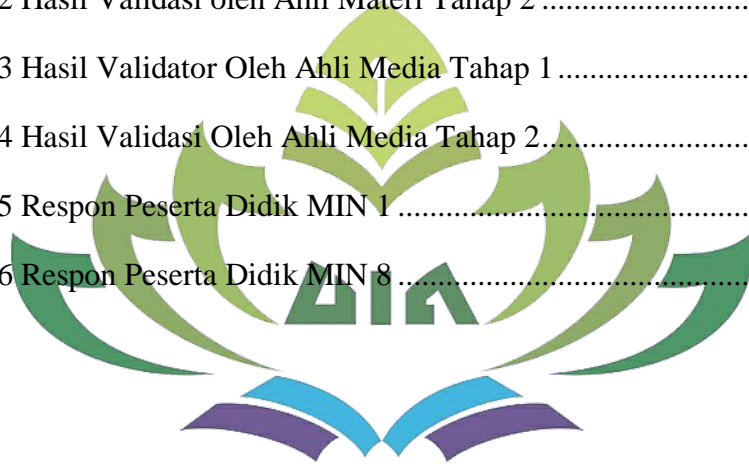 2 Hasil Validasi oleh Ahli Materi Tahap 2 ....................................
3 Hasil Validator Oleh Ahli Media Tahap 1 ..................................
4 Hasil Validasi Oleh Ahli Media Tahap 2....................................
5 Respon Peserta Didik MIN 1 ......................................................
6 Respon Peserta Didik MIN 8 ......................................................